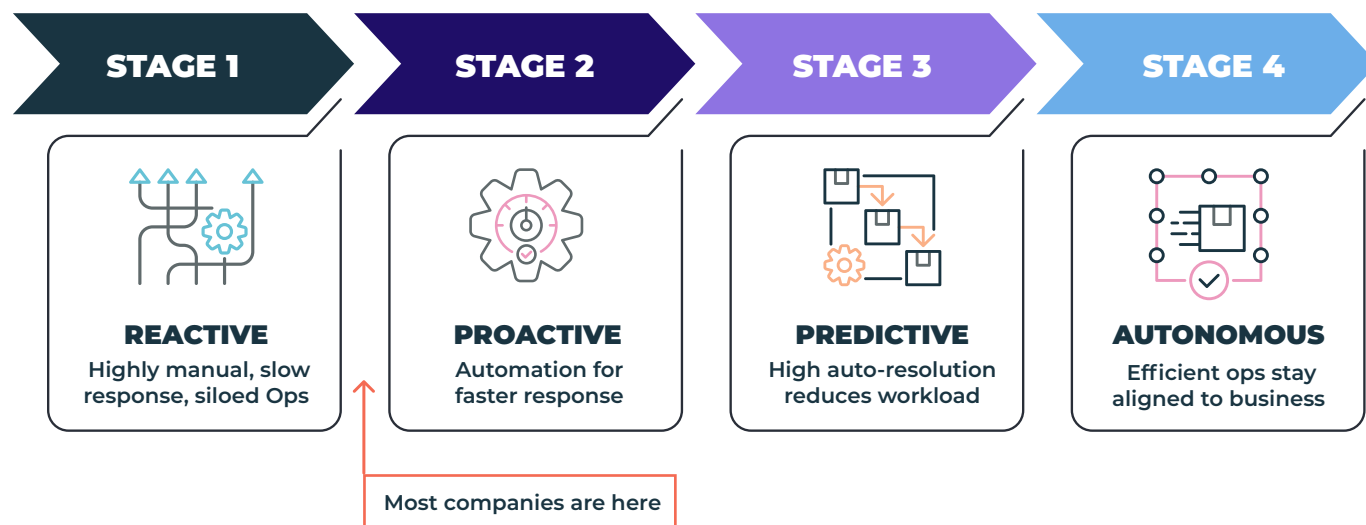 STAGE 1
STAGE 2
STAGE 3
STAGE 4
REACTIVE
Highly manual, slow
response, siloed Ops
PROACTIVE
Automation for
faster response
PREDICTIVE
High auto-resolution
reduces workload
AUTONOMOUS
Efficient ops stay
aligned to business
Most companies are here